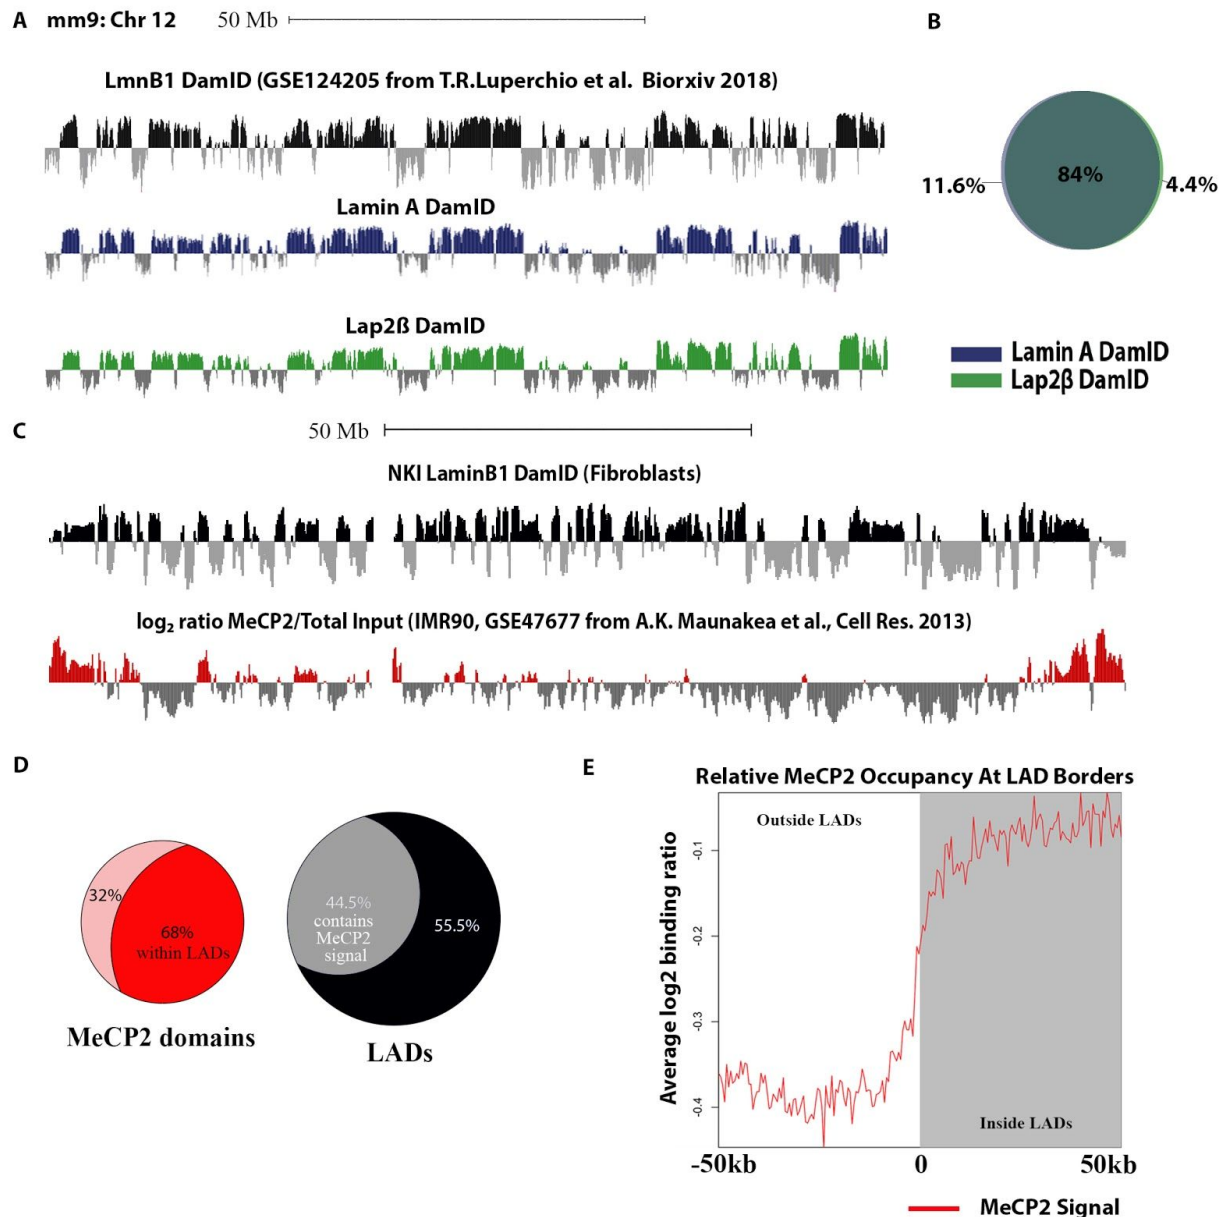 A mm9: Chr 12 50 Mb
LmnB1 DamID (GSE124205 from T.R.Luperchio et al. Biorxiv 2018)
Lamin A DamID
Lap2ß DamID
B
11.6%
84%
4.4%
Lamin A DamID
Lap2ß DamID
C
50 Mb
NKI LaminB1 DamID (Fibroblasts)
log₂ ratio MeCP2/Total Input (IMR90, GSE47677 from A.K. Maunakea et al., Cell Res. 2013)
D
32%
68%
within LADs
MeCP2 domains
44.5%
contains
MeCP2
signal
55.5%
LADs
E
Relative MeCP2 Occupancy At LAD Borders
Outside LADs
Inside LADs
Average log2 binding ratio
-0.1
-0.2
-0.3
-0.4
-50kb
0
50kb
MeCP2 Signal